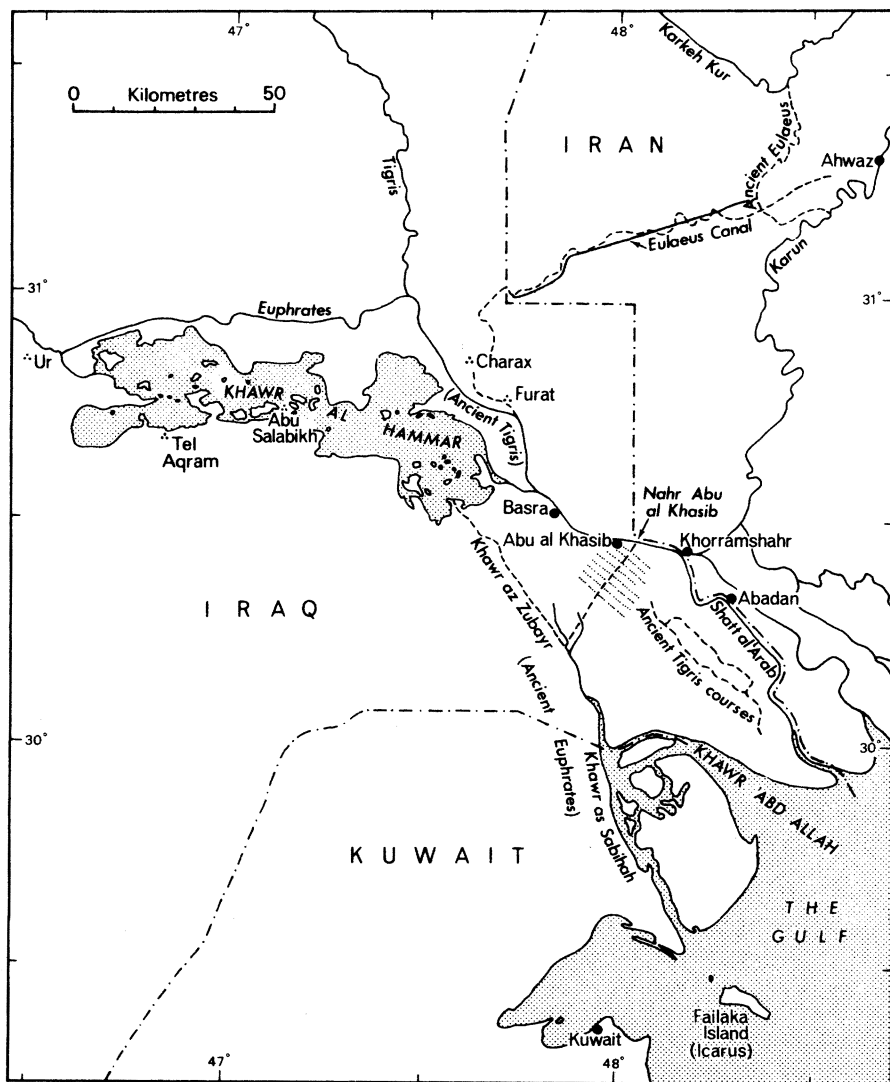 47°
48°
0 Kilometres 50
Karkeh Kur
IRAN
Ancient Eulaeus
Ahwaz
Tigris
Eulaeus Canal
Karun
31°
31°
Euphrates
Ur
Charax
KHAWR
Furat
(Ancient Tigris)
Abu
Salabikh
AL
HAMMAR
Tel
Aqram
Nahr Abu
al Khasib
Basra
Abu al Khasib
Khorramshahr
Khawr az Zubayr
IRAQ
Abadan
Shatt al'Arab
Ancient Tigris courses
(Ancient
Euphrates)
30°
30°
Khawr as Sabihah
KHAWR 'ABD ALLAH
KUWAIT
THE
GULF
Failaka
Island
(Icarus)
Kuwait
47°
48°